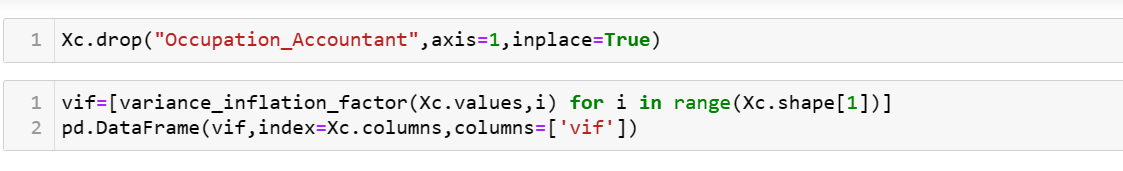 1 Xc.drop("Occupation_Accountant",axis=1,inplace=True)
1 vif=[variance_inflation_factor(Xc.values,i) for i in range(Xc.shape[1])]
2 pd.DataFrame(vif,index=Xc.columns,columns=['vif'])